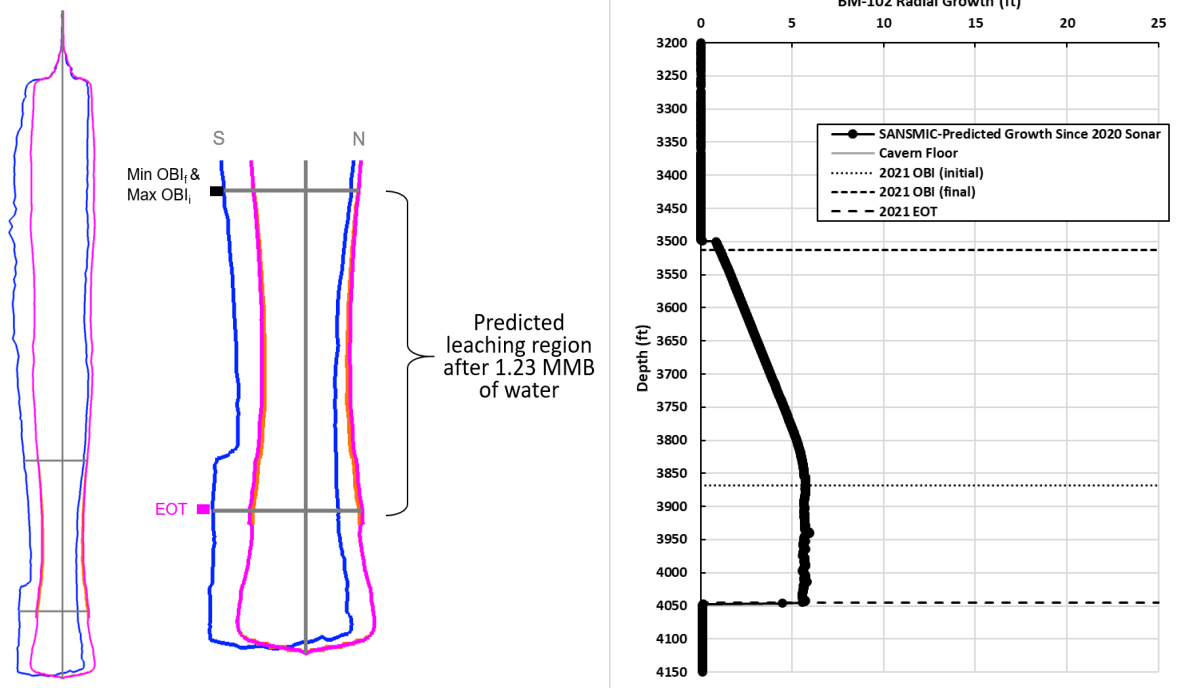 S
N
Min OBIf &
Max OBIi
EOT
Predicted
leaching region
after 1.23 MMB
of water
BM-102 Radial Growth (ft)
0 5 10 15 20 25
Depth (ft)
3200
3250
3300
3350
3400
3450
3500
3550
3600
3650
3700
3750
3800
3850
3900
3950
4000
4050
4100
4150
SANSMIC-Predicted Growth Since 2020 Sonar
Cavern Floor
2021 OBI (initial)
2021 OBI (final)
2021 EOT